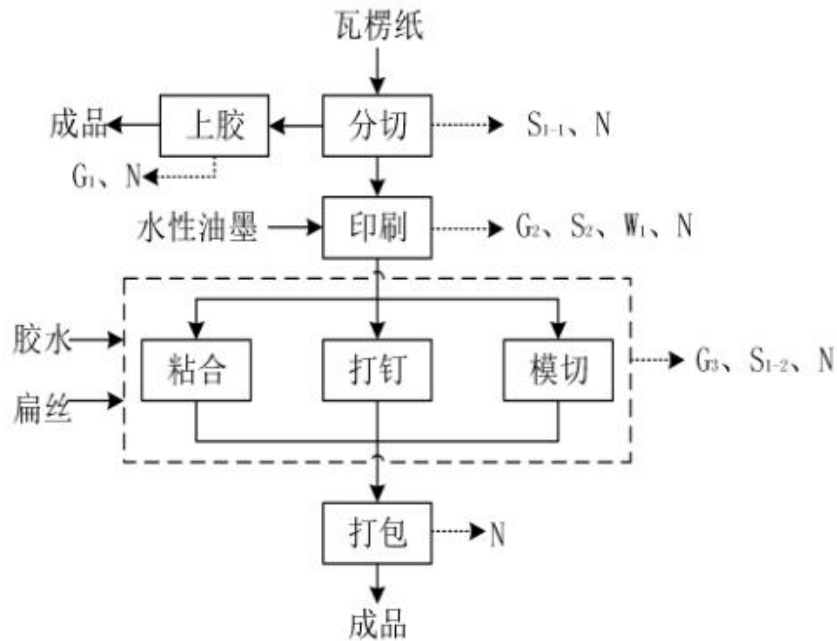 瓦楞纸
成品 上胶 分切 S₁₋₁、N
G₁、N
水性油墨 印刷 G₂、S₂、W₁、N
胶水
粘合 打钉 模切 G₃、S₁₋₂、N
扁丝
打包 N
成品